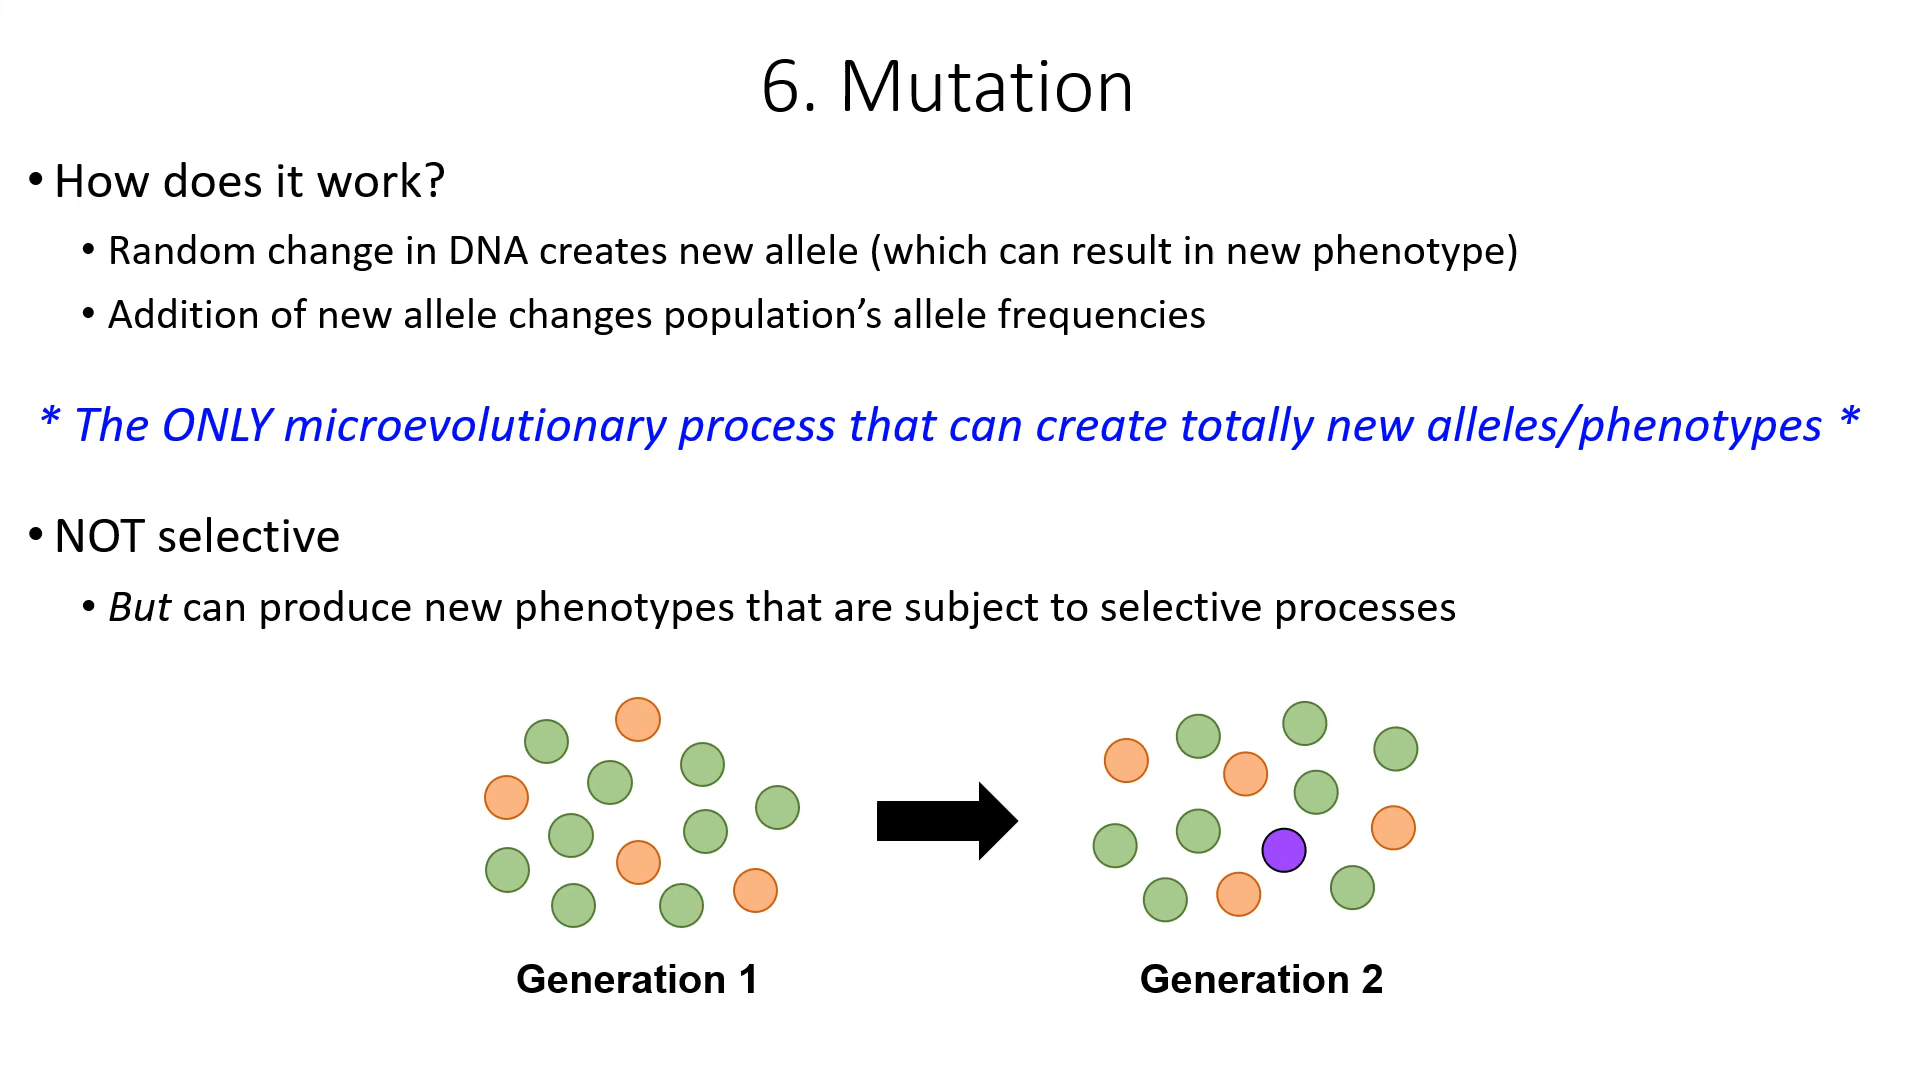 6. Mutation
• How does it work?
• Random change in DNA creates new allele (which can result in new phenotype)
• Addition of new allele changes population’s allele frequencies
* The ONLY microevolutionary process that can create totally new alleles/phenotypes *
• NOT selective
• But can produce new phenotypes that are subject to selective processes
Generation 1
Generation 2